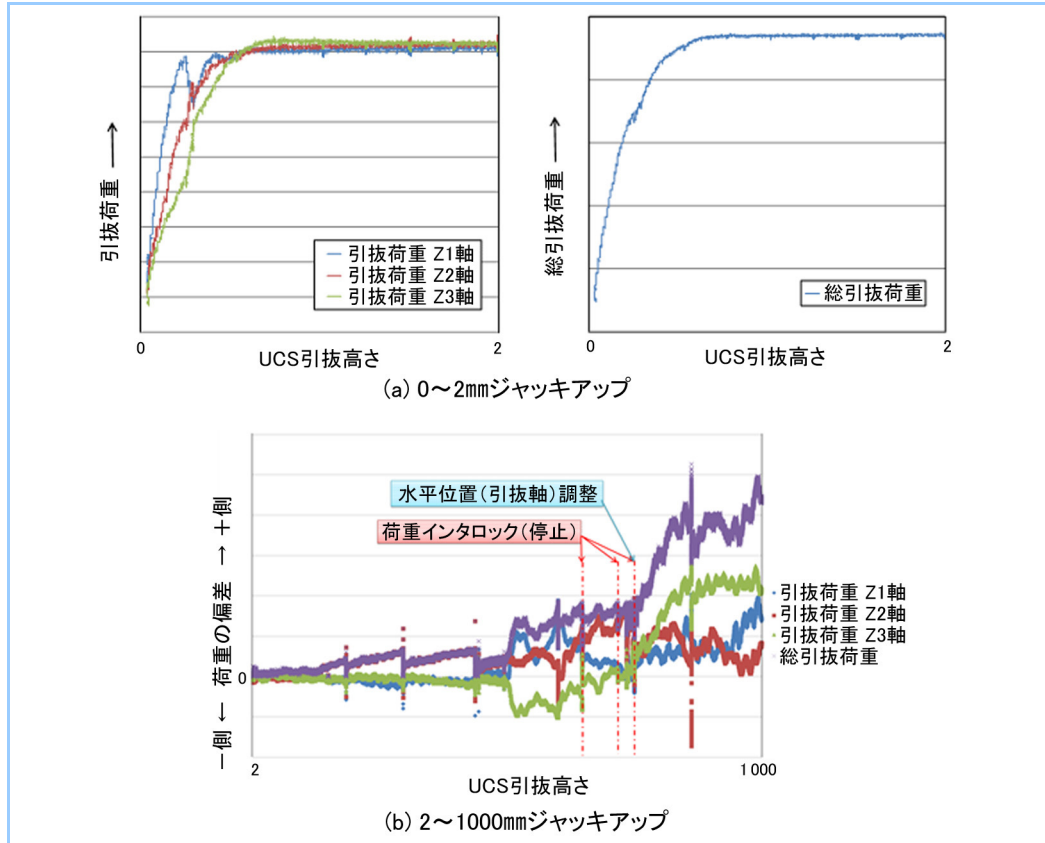 引抜荷重 →
引抜荷重 Z1軸
引抜荷重 Z2軸
引抜荷重 Z3軸
0
2
UCS引抜高さ
総引抜荷重 →
総引抜荷重
0
2
UCS引抜高さ
(a) 0～2mmジャッキアップ
－側 ← 荷重の偏差 → ＋側
水平位置(引抜軸)調整
荷重インタロック(停止)
引抜荷重 Z1軸
引抜荷重 Z2軸
引抜荷重 Z3軸
総引抜荷重
0
2
1000
UCS引抜高さ
(b) 2～1000mmジャッキアップ